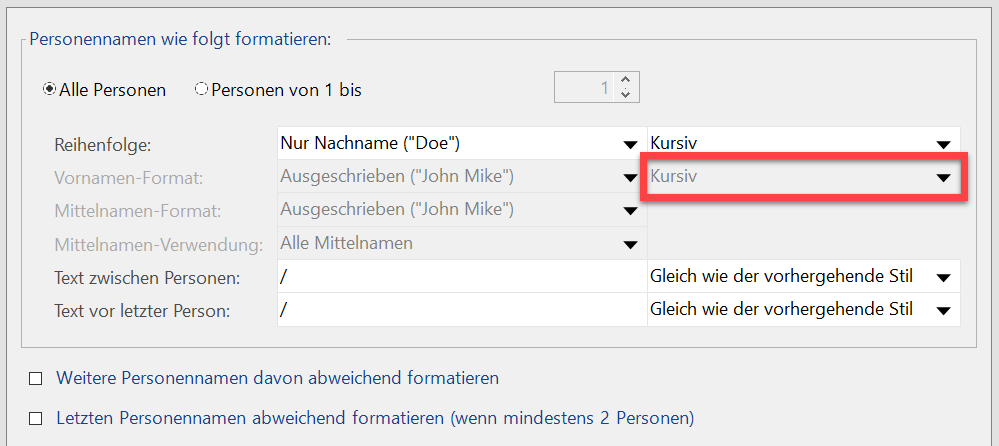 Personennamen wie folgt formatieren:
Alle Personen Personen von 1 bis 1
Reihenfolge: Nur Nachname ("Doe") Kursiv
Vornamen-Format: Ausgeschrieben ("John Mike") Kursiv
Mittelnamen-Format: Ausgeschrieben ("John Mike")
Mittelnamen-Verwendung: Alle Mittelnamen
Text zwischen Personen: / Gleich wie der vorhergehende Stil
Text vor letzter Person: / Gleich wie der vorhergehende Stil
Weitere Personennamen davon abweichend formatieren
Letzten Personennamen abweichend formatieren (wenn mindestens 2 Personen)